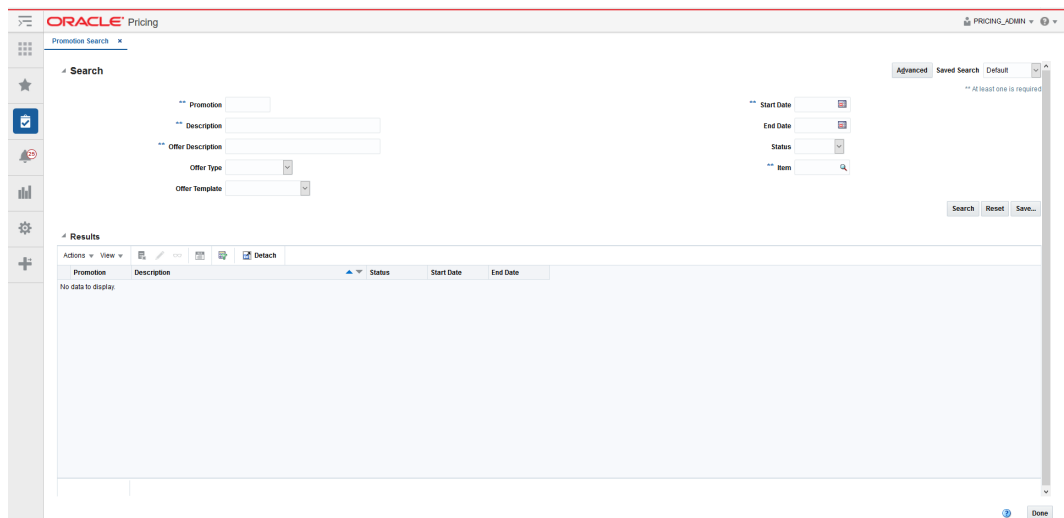 ORACLE® Pricing
PRICING_ADMIN
Promotion Search ×
Search
Advanced Saved Search Default
** At least one is required
** Promotion
** Description
** Offer Description
Offer Type
Offer Template
** Start Date
End Date
Status
** Item
25
Search Reset Save...
Results
Actions View Detach
Promotion Description Status Start Date End Date
No data to display.
Done